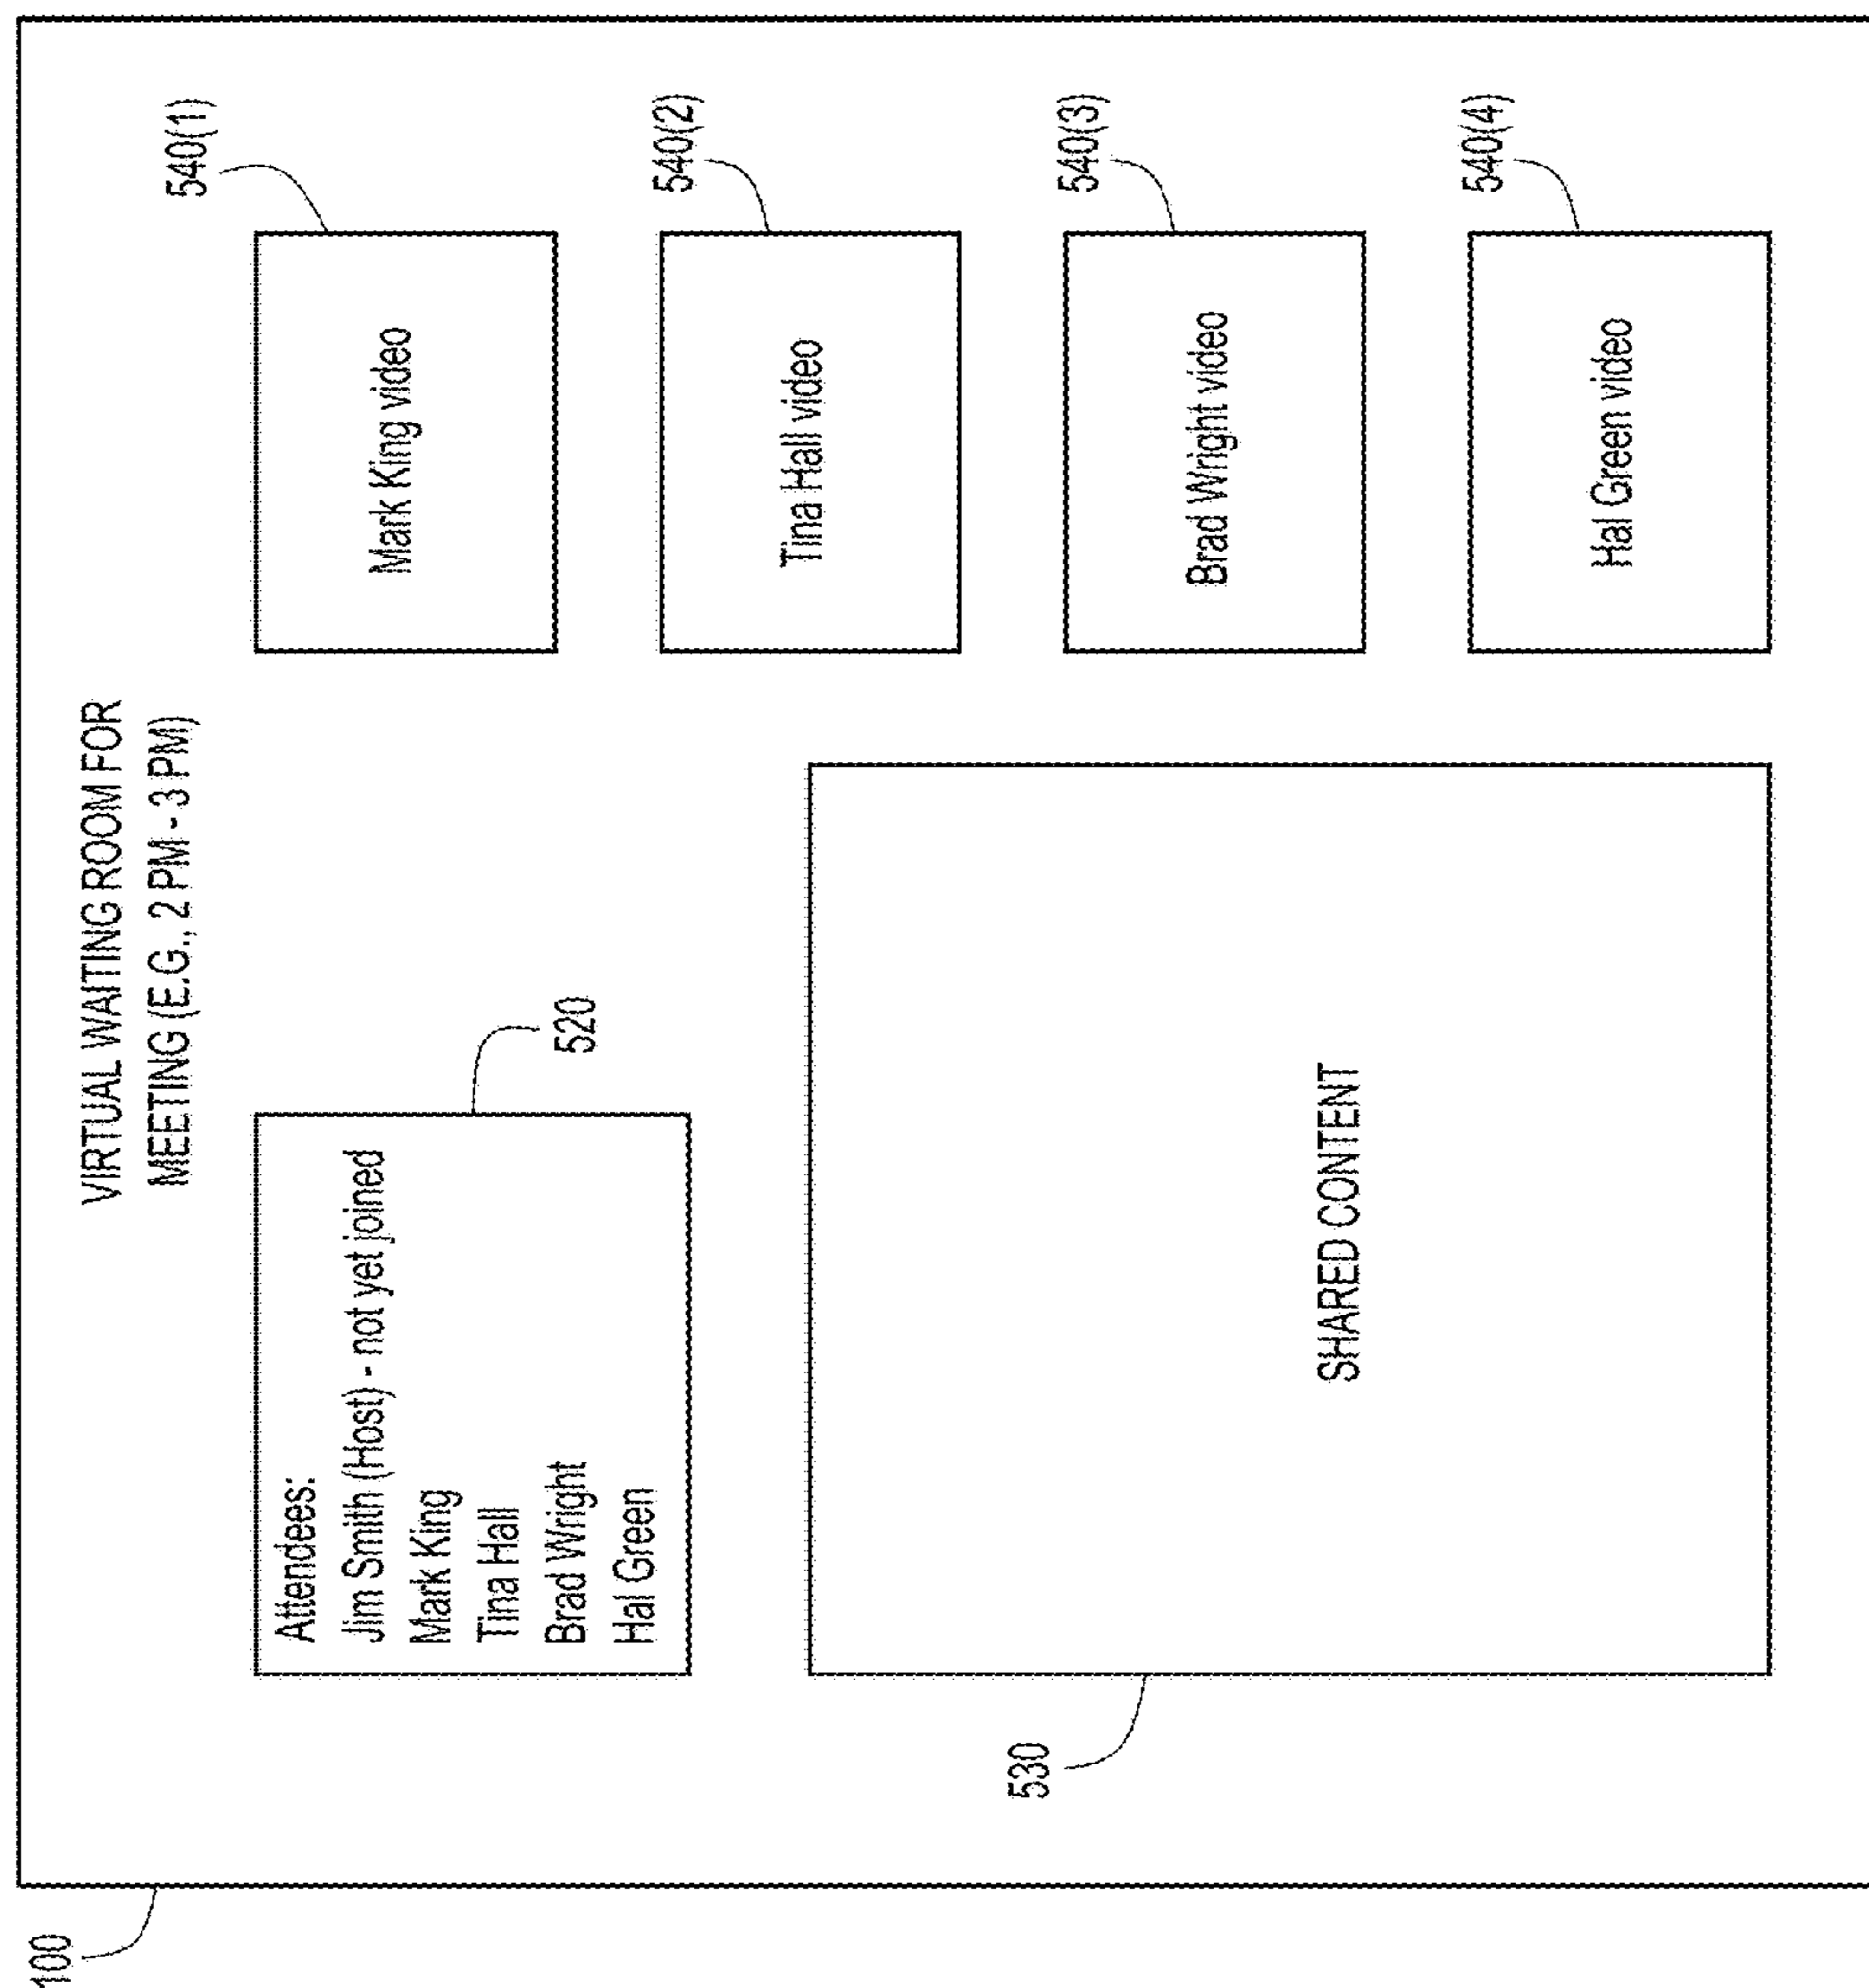 100
VIRTUAL WAITING ROOM FOR
MEETING (E.G., 2 PM - 3 PM)
Attendees:
Jim Smith (Host) - not yet joined
Mark King
Tina Hall
Brad Wright
Hal Green
520
530
SHARED CONTENT
540(1)
Mark King video
540(2)
Tina Hall video
540(3)
Brad Wright video
540(4)
Hal Green video